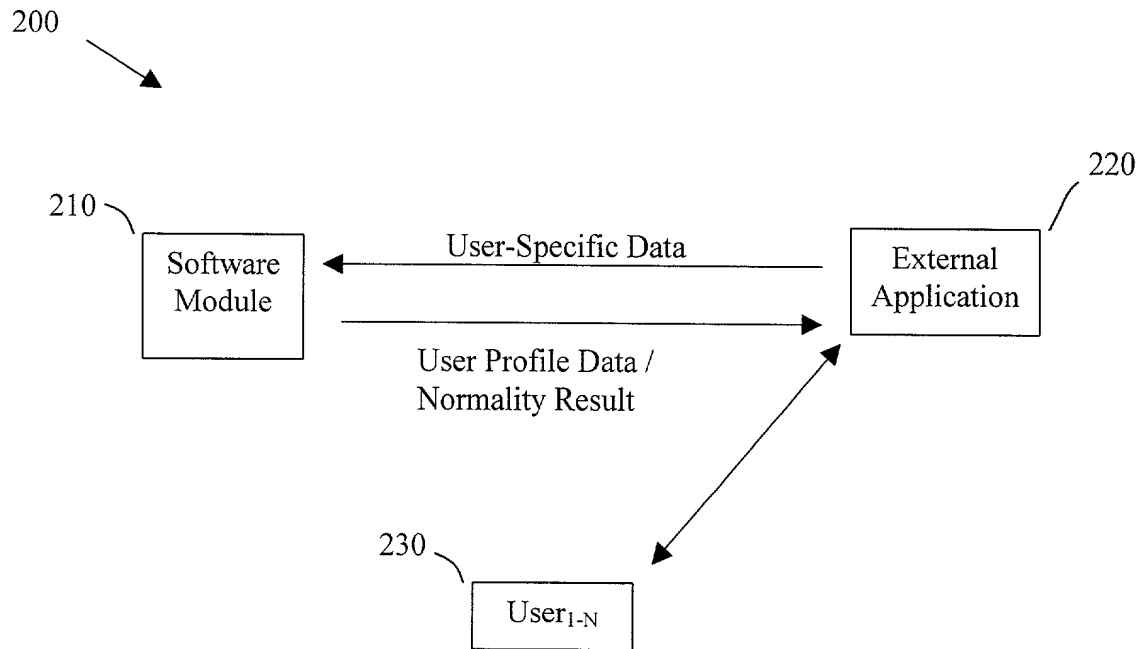 200
220
210
Software
Module
User-Specific Data
External
Application
User Profile Data /
Normality Result
230
User1-N